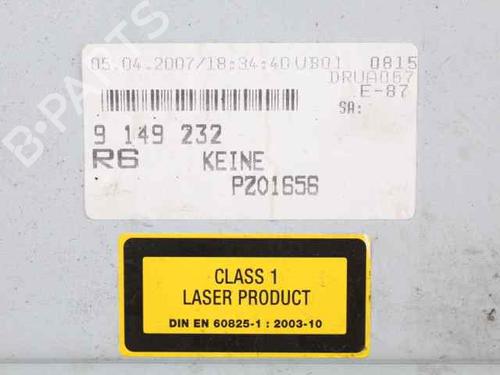 05.04.2007/18:34:40 VB01 0815
DRUA067
E-87
SA:
9 149 232
R6 KEINE
PZ01656
B-PARTS
CLASS 1
LASER PRODUCT
DIN EN 60825-1 : 2003-10